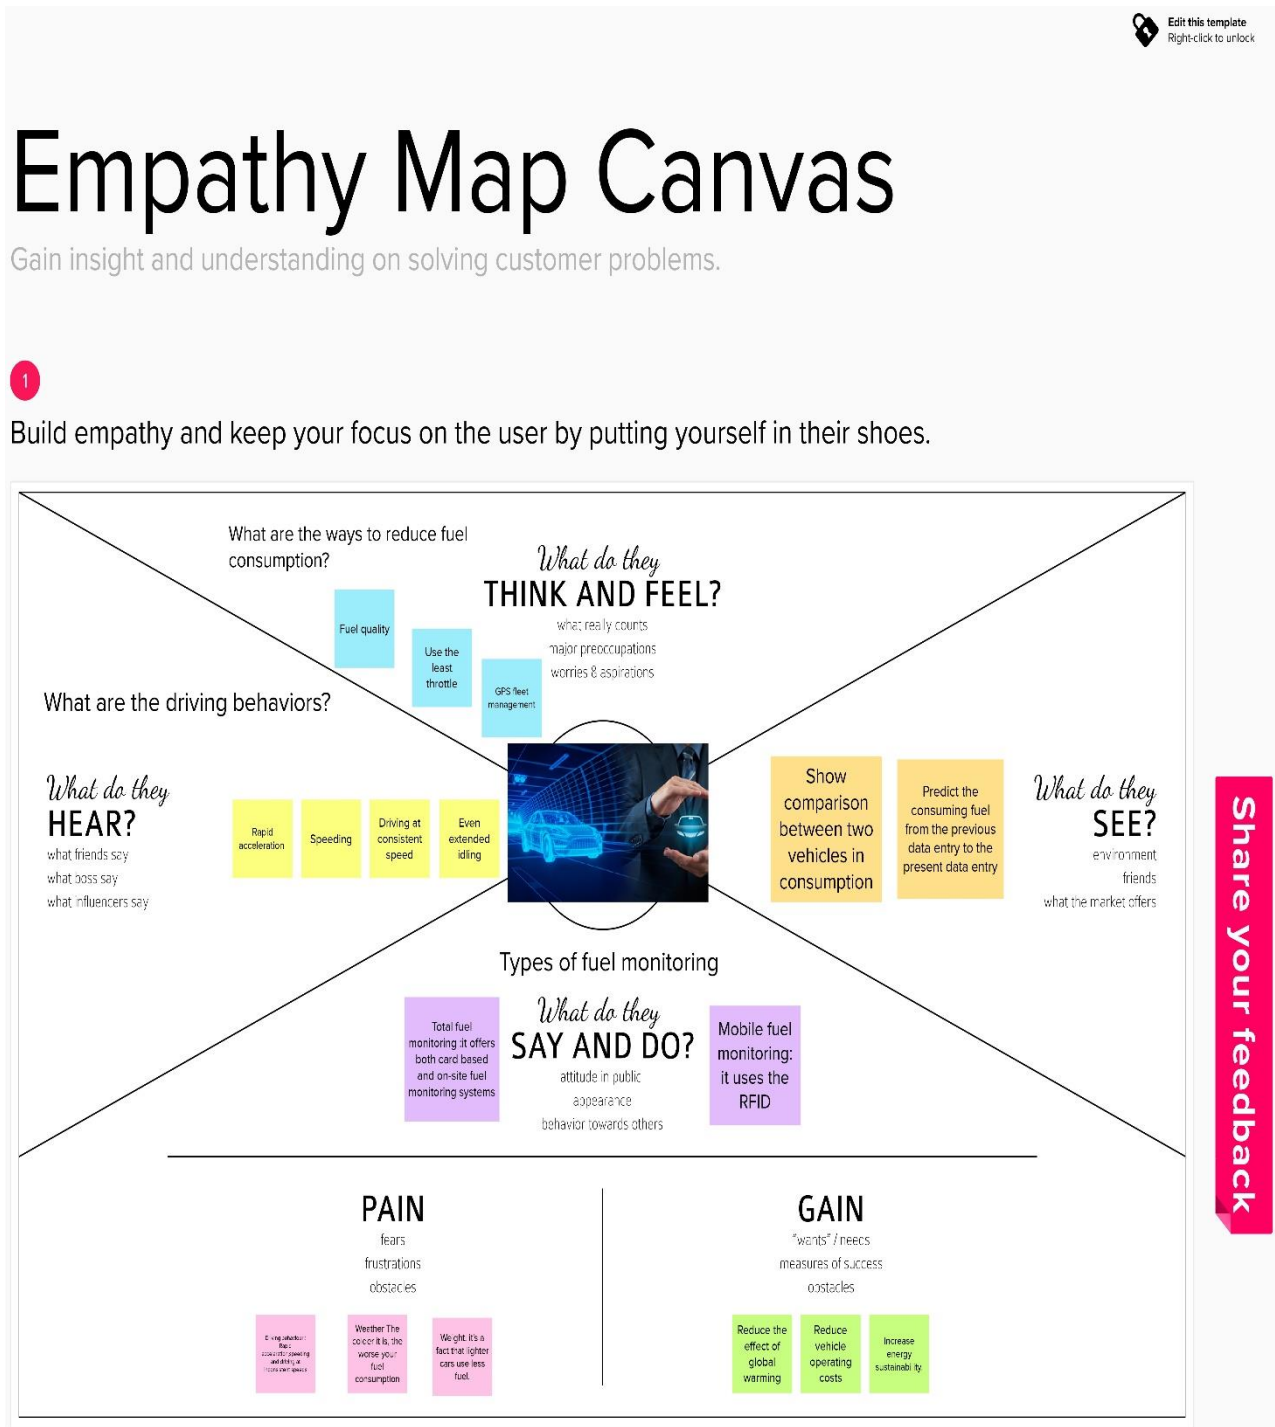 Edit this template
Right-click to unlock
Empathy Map Canvas
Gain insight and understanding on solving customer problems.
1
Build empathy and keep your focus on the user by putting yourself in their shoes.
What are the ways to reduce fuel
consumption?
What do they
THINK AND FEEL?
what really counts
major preoccupations
worries & aspirations
Fuel quality
Use the
least
throttle
GPS fleet
management
What are the driving behaviors?
What do they
HEAR?
what friends say
what boss say
what influencers say
Rapid
acceleration
Speeding
Driving at
consistent
speed
Even
extended
idling
Show
comparison
between two
vehicles in
consumption
Predict the
consuming fuel
from the previous
data entry to the
present data entry
What do they
SEE?
environment
friends
what the market offers
Share your feedback
Types of fuel monitoring
What do they
SAY AND DO?
attitude in public
appearance
behavior towards others
Total fuel
monitoring :it offers
both card based
and on-site fuel
monitoring systems
Mobile fuel
monitoring:
it uses the
RFID
PAIN
fears
frustrations
obstacles
Driving behaviour:
Rapid
acceleration,speeding
and driving at
inconsistent speeds
Weather The
colder it is, the
worse your
fuel
consumption
Weight: it's a
fact that lighter
cars use less
fuel.
GAIN
"wants" / needs
measures of success
obstacles
Reduce the
effect of
global
warming
Reduce
vehicle
operating
costs
Increase
energy
sustainability